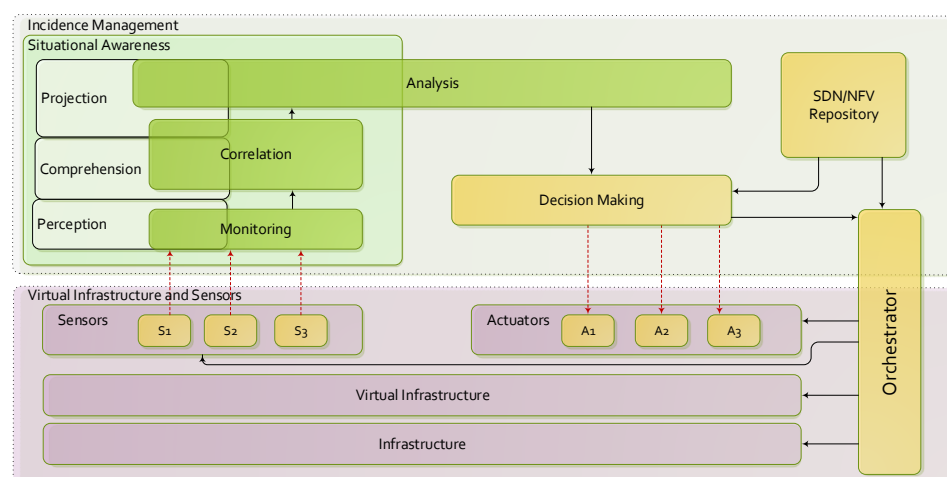 Incidence Management
Situational Awareness
Projection
Analysis
SDN/NFV
Repository
Comprehension
Correlation
Decision Making
Perception
Monitoring
Orchestrator
Virtual Infrastructure and Sensors
Sensors
S1
S2
S3
Actuators
A1
A2
A3
Virtual Infrastructure
Infrastructure